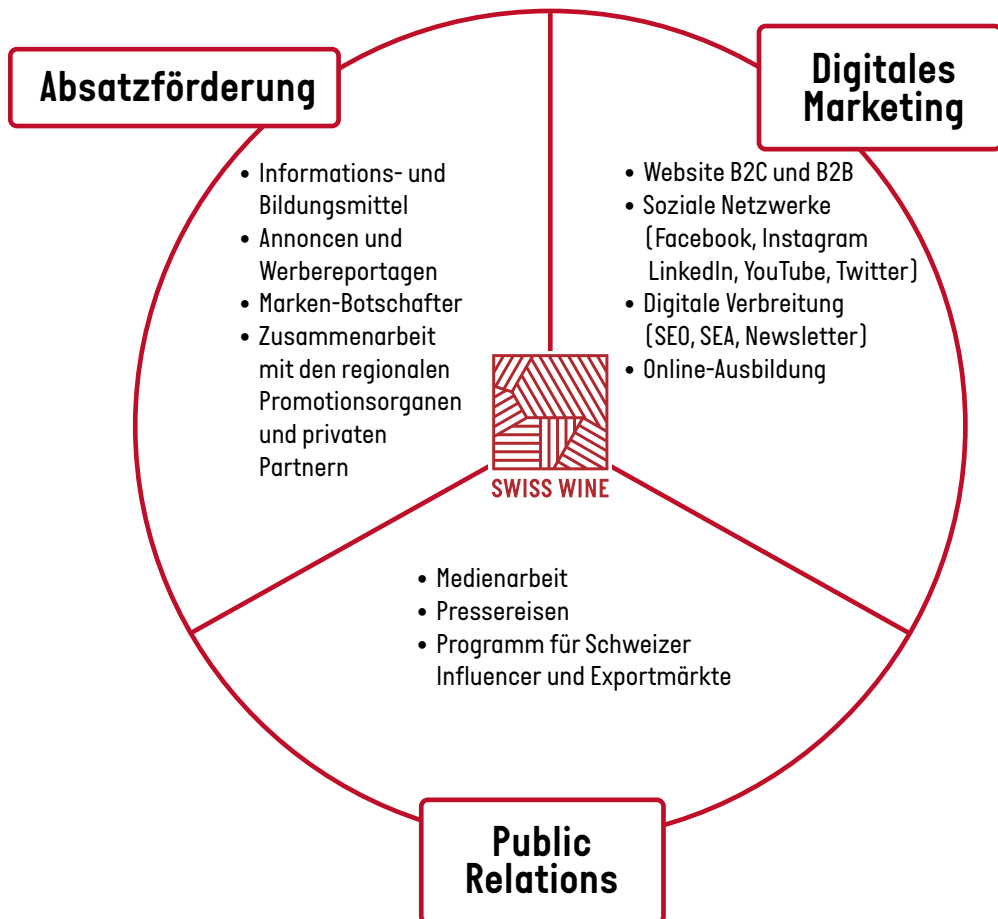 Absatzförderung
• Informations- und
Bildungsmittel
• Annoncen und
Werbereportagen
• Marken-Botschafter
• Zusammenarbeit
mit den regionalen
Promotionsorganen
und privaten
Partnern
Digitales
Marketing
• Website B2C und B2B
• Soziale Netzwerke
(Facebook, Instagram
LinkedIn, YouTube, Twitter)
• Digitale Verbreitung
(SEO, SEA, Newsletter)
• Online-Ausbildung
SWISS WINE
• Medienarbeit
• Pressereisen
• Programm für Schweizer
Influencer und Exportmärkte
Public
Relations